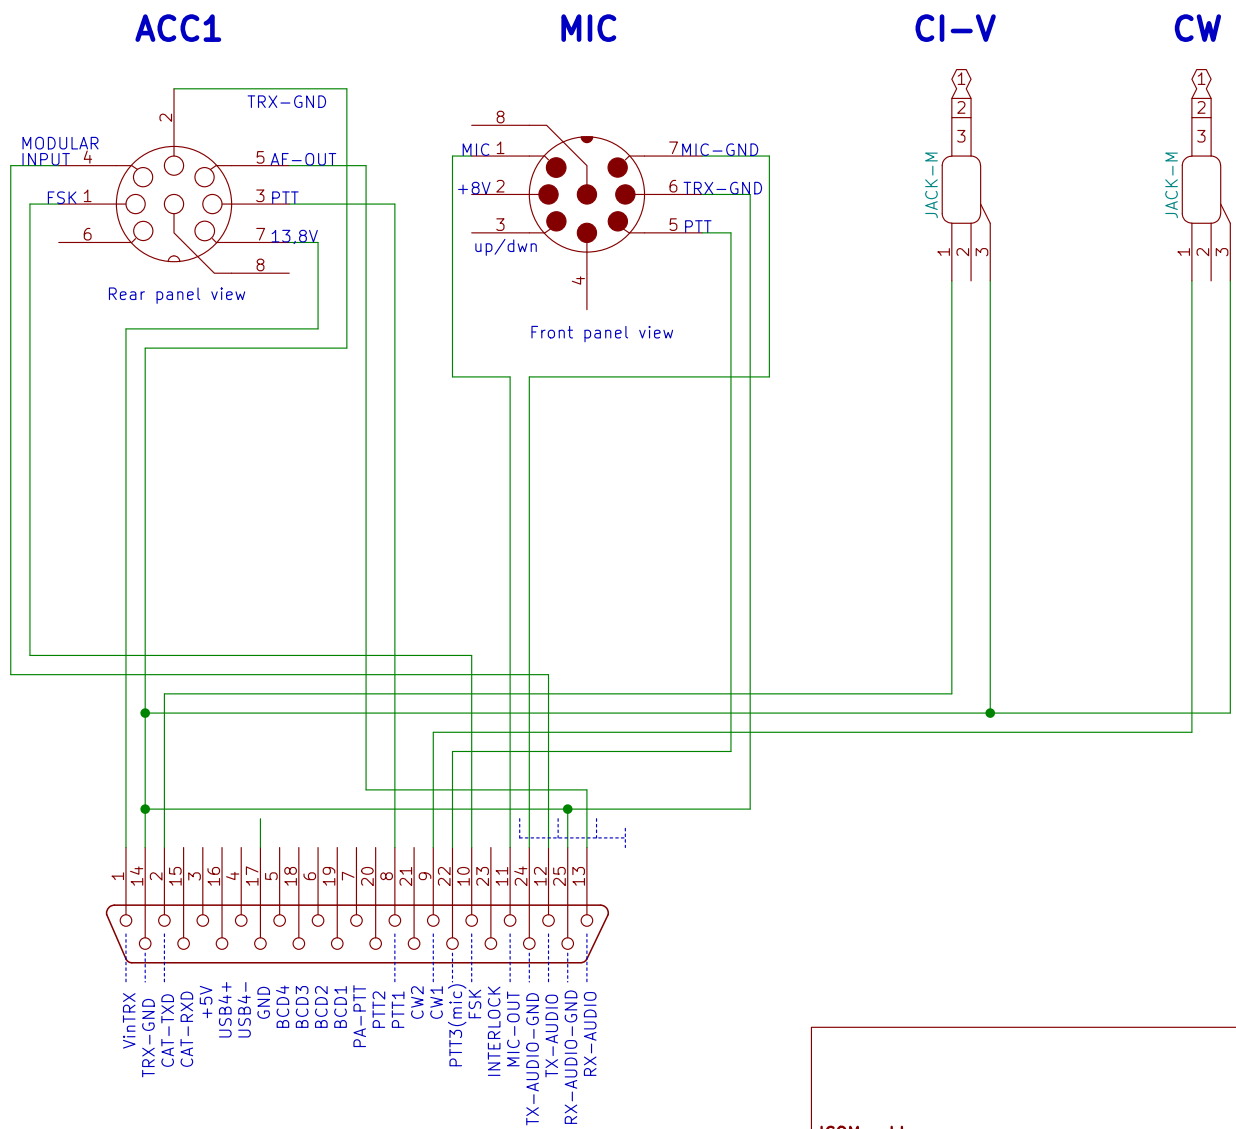 ACC1 MIC CI-V CW
TRX-GND
2
MODULAR
INPUT 4
5 AF-OUT
FSK 1
3 PTT
6
7 13,8V
8
Rear panel view
8
MIC 1
7 MIC-GND
+8V 2
6 TRX-GND
3
5 PTT
up/dwn
4
Front panel view
1
2
3
JACK-M
1 2 3
1
2
3
JACK-M
1 2 3
1 14 2 15 3 16 4 17 5 18 6 19 7 20 8 21 9 22 10 23 11 24 12 25 13
VinTRX
TRX-GND
CAT-TXD
CAT-RXD
+5V
USB4+
USB4-
GND
BCD4
BCD3
BCD2
BCD1
PA-PTT
PTT2
PTT1
CW2
CW1
PTT3(mic)
FSK
INTERLOCK
MIC-OUT
TX-AUDIO-GND
TX-AUDIO
RX-AUDIO-GND
RX-AUDIO